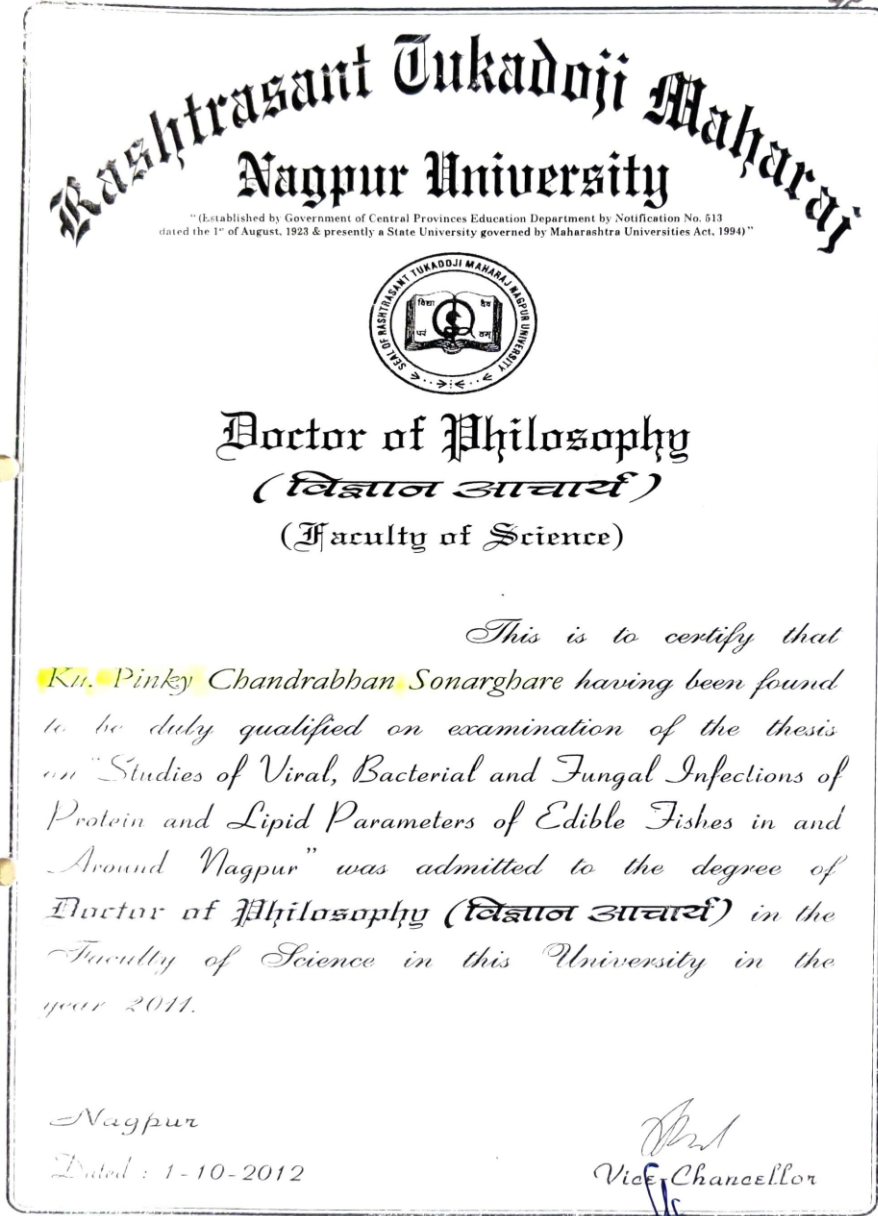 Rashtrasant Tukadoji Maharaj
Nagpur University
"(Established by Government of Central Provinces Education Department by Notification No. 513
dated the 1st of August, 1923 & presently a State University governed by Maharashtra Universities Act, 1994)"
SEAL OF RASHTRASANT TUKADOJI MAHARAJ NAGPUR UNIVERSITY
विद्या दैव
परं वतम्
Doctor of Philosophy
(विज्ञान आचार्य)
(Faculty of Science)
This is to certify that
Ku. Pinky Chandrabhan Sonarghare having been found
to be duly qualified on examination of the thesis
on "Studies of Viral, Bacterial and Fungal Infections of
Protein and Lipid Parameters of Edible Fishes in and
Around Nagpur" was admitted to the degree of
Doctor of Philosophy (विज्ञान आचार्य) in the
Faculty of Science in this University in the
year 2011.
Nagpur
Dated : 1-10-2012
Vice-Chancellor